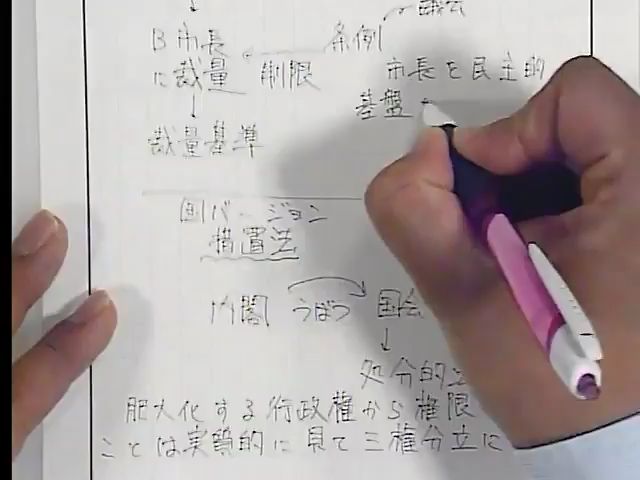 議会
B市長 条例
に裁量 制限 市長を民主的
基盤
裁量基準
国バージョン
措置法
内閣 うばう 国会
処分的
肥大化する行政権から権限
ことは実質的に見て三権分立に